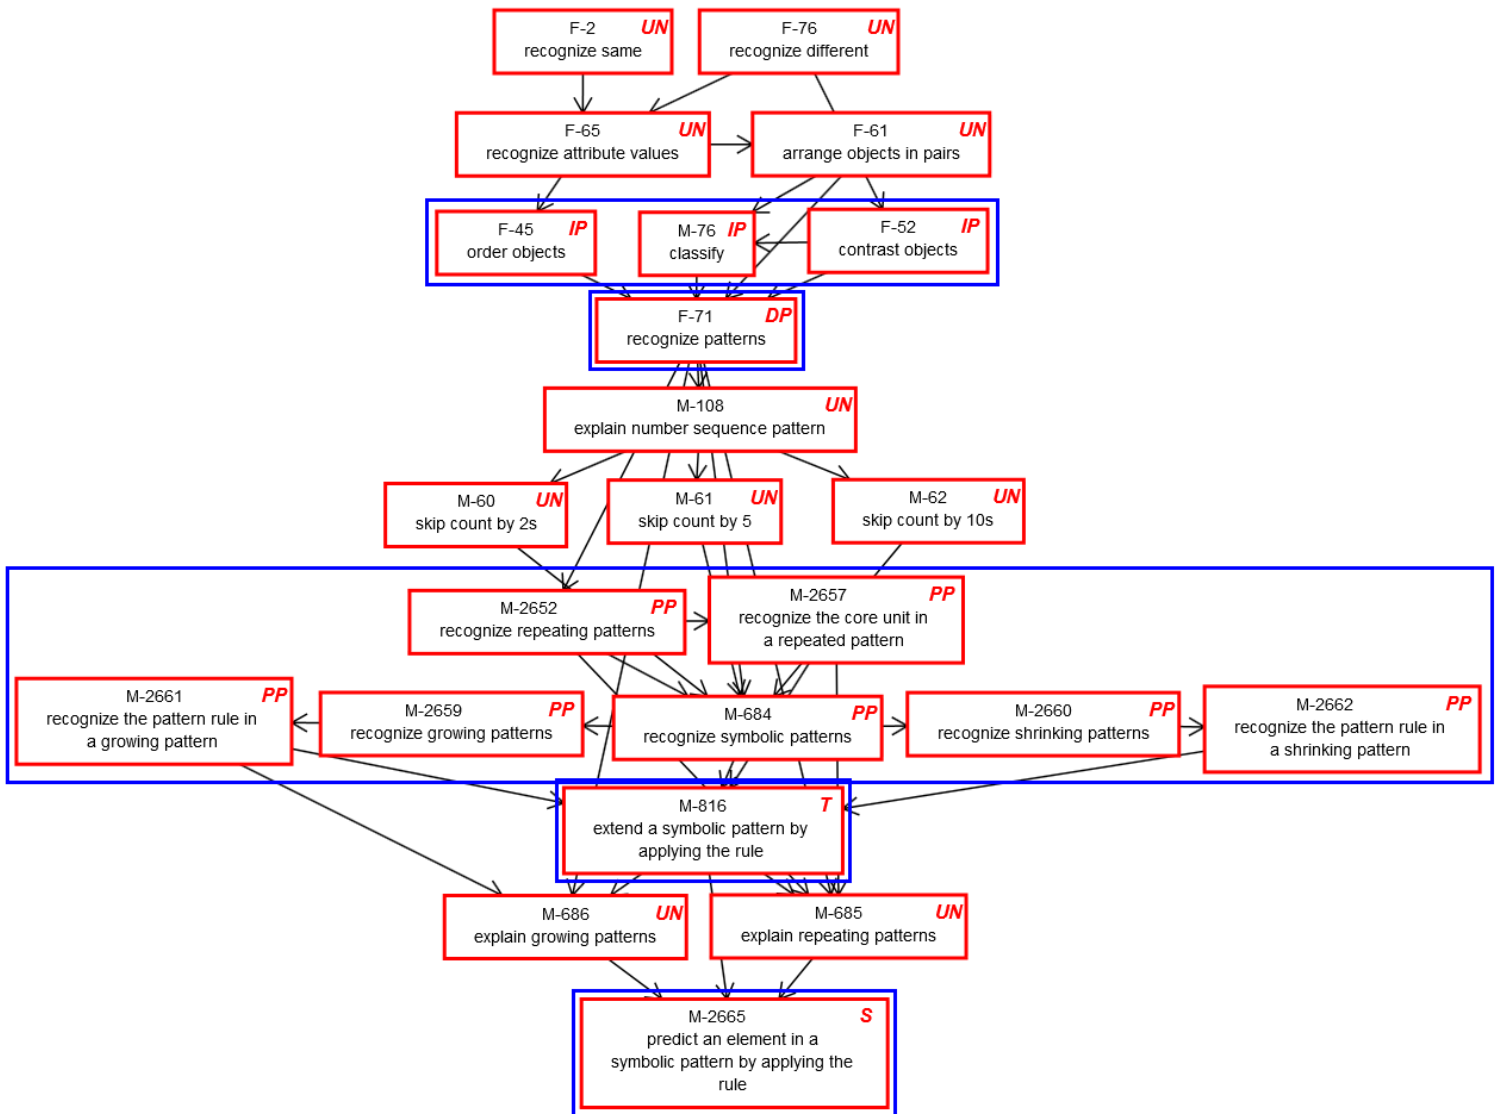 F-2 UN
recognize same
F-76 UN
recognize different
F-65 UN
recognize attribute values
F-61 UN
arrange objects in pairs
F-45 IP
order objects
M-76 IP
classify
F-52 IP
contrast objects
F-71 DP
recognize patterns
M-108 UN
explain number sequence pattern
M-60 UN
skip count by 2s
M-61 UN
skip count by 5
M-62 UN
skip count by 10s
M-2652 PP
recognize repeating patterns
M-2657 PP
recognize the core unit in
a repeated pattern
M-2661 PP
recognize the pattern rule in
a growing pattern
M-2659 PP
recognize growing patterns
M-684 PP
recognize symbolic patterns
M-2660 PP
recognize shrinking patterns
M-2662 PP
recognize the pattern rule in
a shrinking pattern
M-816 T
extend a symbolic pattern by
applying the rule
M-686 UN
explain growing patterns
M-685 UN
explain repeating patterns
M-2665 S
predict an element in a
symbolic pattern by applying the
rule